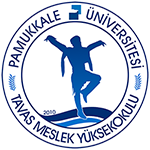 PAMUKKALE ÜNİVERSİTESİ
TAVAS MESLEK YÜKSEKOKULU
2010